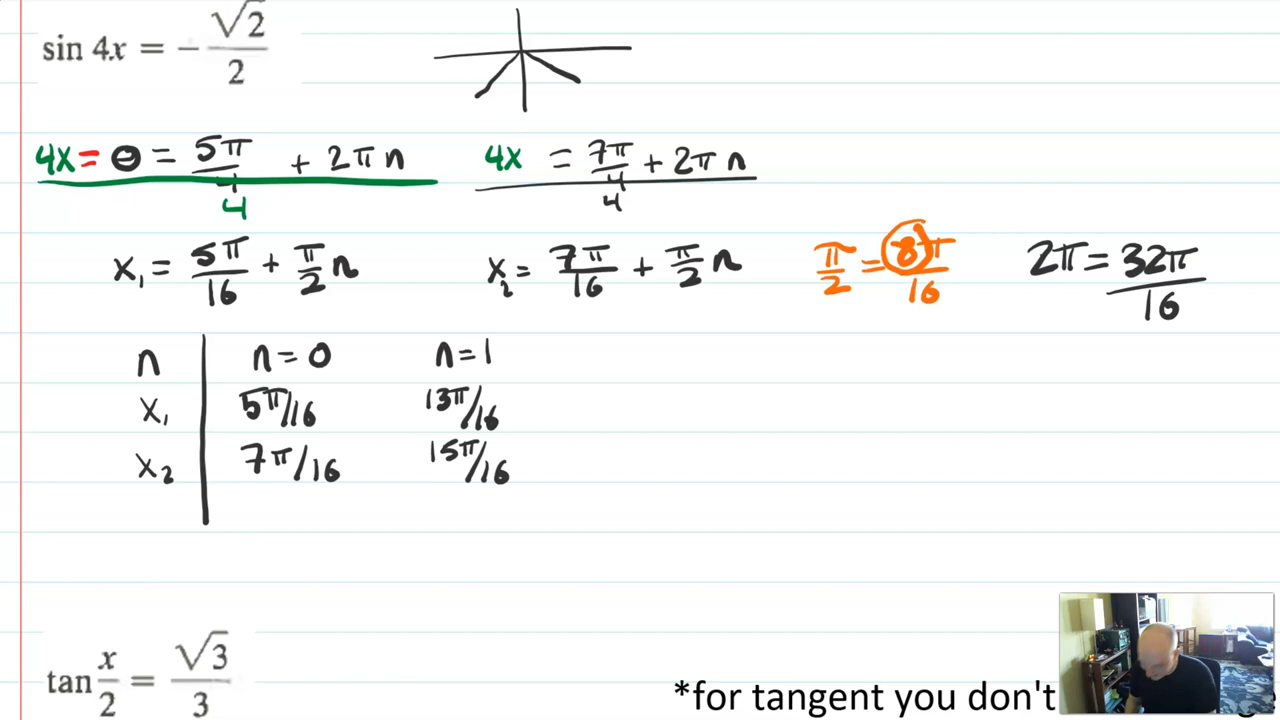 sin 4x = - √2/2
4x = θ = 5π/4 + 2πn 4x = 7π/4 + 2πn
4 4
x₁ = 5π/16 + π/2 n x₂ = 7π/16 + π/2 n π/2 = 8π/16 2π = 32π/16
n n = 0 n = 1
x₁ 5π/16 13π/16
x₂ 7π/16 15π/16
tan x/2 = √3/3
*for tangent you don't